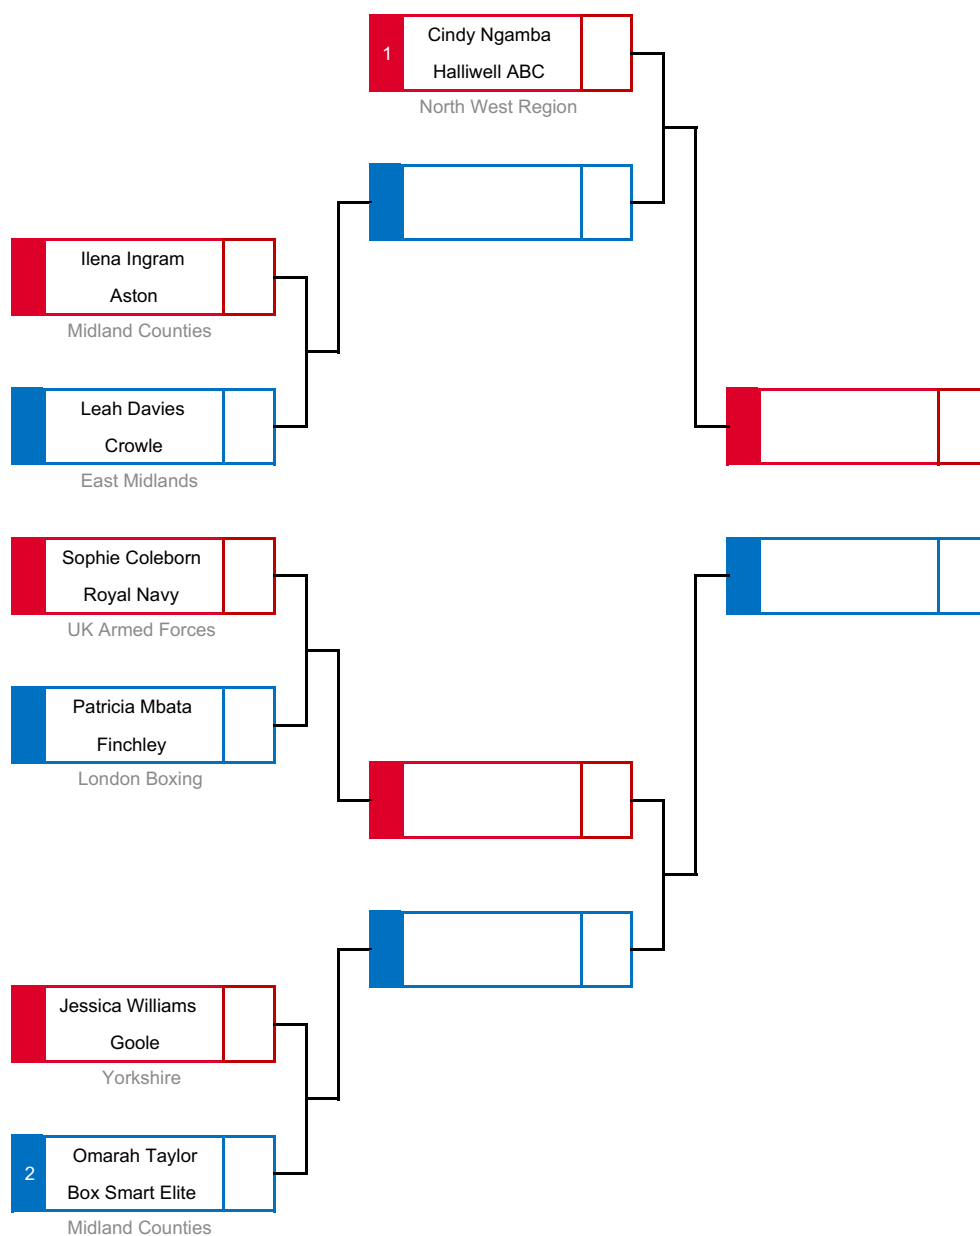 1
Cindy Ngamba
Halliwell ABC
North West Region
Ilena Ingram
Aston
Midland Counties
Leah Davies
Crowle
East Midlands
Sophie Coleborn
Royal Navy
UK Armed Forces
Patricia Mbata
Finchley
London Boxing
Jessica Williams
Goole
Yorkshire
2
Omarah Taylor
Box Smart Elite
Midland Counties